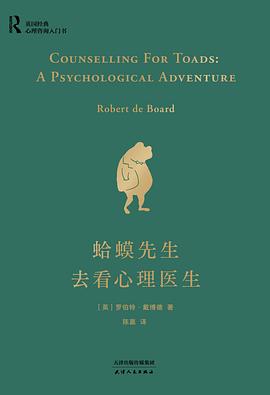 英国经典
心理咨询入门书
COUNSELLING FOR TOADS:
A PSYCHOLOGICAL ADVENTURE
Robert de Board
蛤蟆先生
去看心理医生
[英] 罗伯特·戴博德 著
陈赢 译
天津出版传媒集团
天津人民出版社